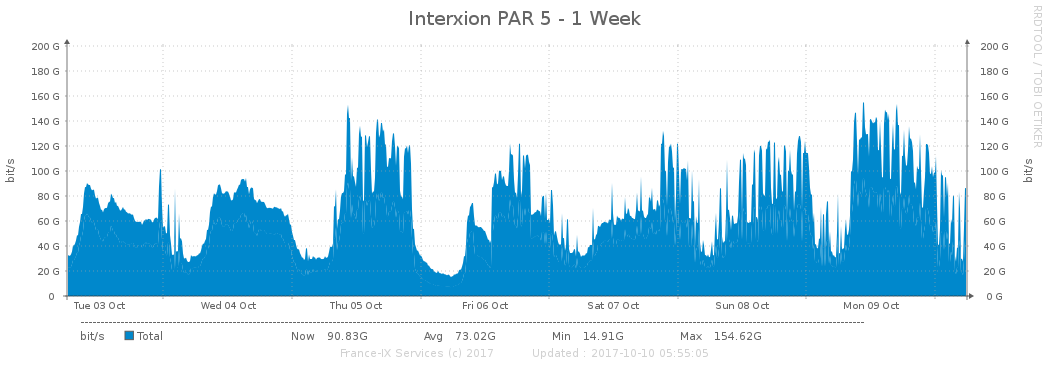 Interxion PAR 5 - 1 Week
RRDTOOL / TOBI OETIKER
bit/s
200 G 200 G
180 G 180 G
160 G 160 G
140 G 140 G
120 G 120 G
100 G 100 G
80 G 80 G
60 G 60 G
40 G 40 G
20 G 20 G
0 0 G
bit/s
Tue 03 Oct Wed 04 Oct Thu 05 Oct Fri 06 Oct Sat 07 Oct Sun 08 Oct Mon 09 Oct
bit/s Total Now 90.83G Avg 73.02G Min 14.91G Max 154.62G
France-IX Services (c) 2017 Updated : 2017-10-10 05:55:05